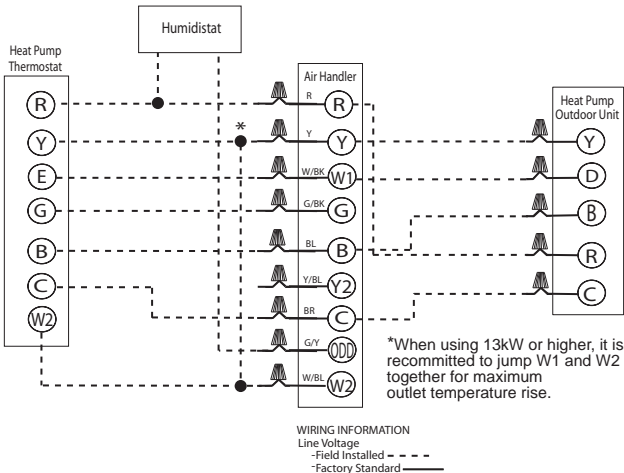 Humidistat
Heat Pump
Thermostat
R
Y
E
G
B
C
W2
*
Air Handler
R
R
Y
Y
W/BK
W1
G/BK
G
BL
B
Y/BL
Y2
BR
C
G/Y
ODD
W/BL
W2
Heat Pump
Outdoor Unit
Y
D
B
R
C
*When using 13kW or higher, it is
recommitted to jump W1 and W2
together for maximum
outlet temperature rise.
WIRING INFORMATION
Line Voltage
-Field Installed
-Factory Standard